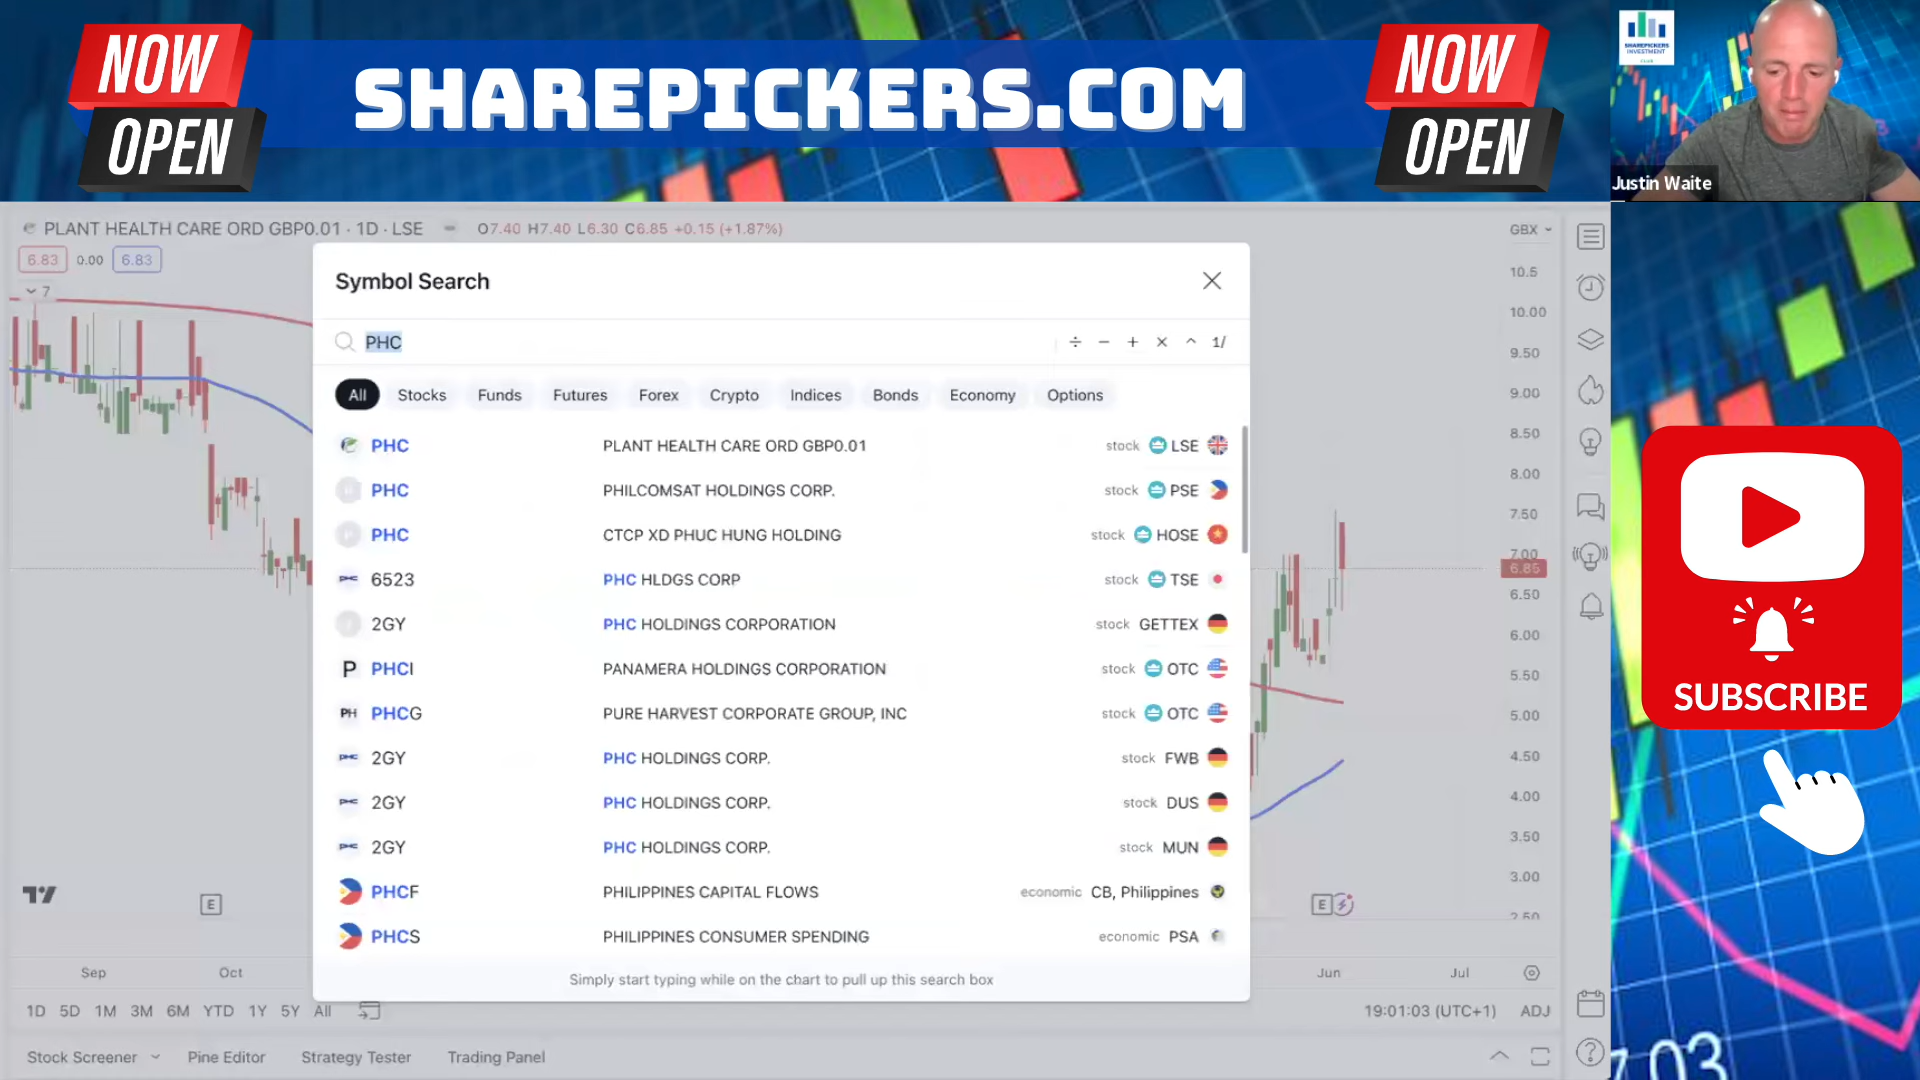 NOW
OPEN
SHAREPICKERS.COM
NOW
OPEN
SHAREPICKERS
INVESTMENT
CLUB
Justin Waite
PLANT HEALTH CARE ORD GBP0.01 · 1D · LSE
O7.40 H7.40 L6.30 C6.85 +0.15 (+1.87%)
GBX
6.83 0.00 6.83
7
Symbol Search
PHC
÷ − + × ^ 1/
All Stocks Funds Futures Forex Crypto Indices Bonds Economy Options
PHC PLANT HEALTH CARE ORD GBP0.01 stock LSE
PHC PHILCOMSAT HOLDINGS CORP. stock PSE
PHC CTCP XD PHUC HUNG HOLDING stock HOSE
6523 PHC HLDGS CORP stock TSE
2GY PHC HOLDINGS CORPORATION stock GETTEX
P PHCI PANAMERA HOLDINGS CORPORATION stock OTC
PH PHCG PURE HARVEST CORPORATE GROUP, INC stock OTC
2GY PHC HOLDINGS CORP. stock FWB
2GY PHC HOLDINGS CORP. stock DUS
2GY PHC HOLDINGS CORP. stock MUN
PHCF PHILIPPINES CAPITAL FLOWS economic CB, Philippines
PHCS PHILIPPINES CONSUMER SPENDING economic PSA
Simply start typing while on the chart to pull up this search box
10.5
10.00
9.50
9.00
8.50
8.00
7.50
7.00
6.85
6.50
6.00
5.50
5.00
4.50
4.00
3.50
3.00
2.50
E
E
Sep Oct Jun Jul
1D 5D 1M 3M 6M YTD 1Y 5Y All
19:01:03 (UTC+1) ADJ
Stock Screener Pine Editor Strategy Tester Trading Panel
SUBSCRIBE
7.03